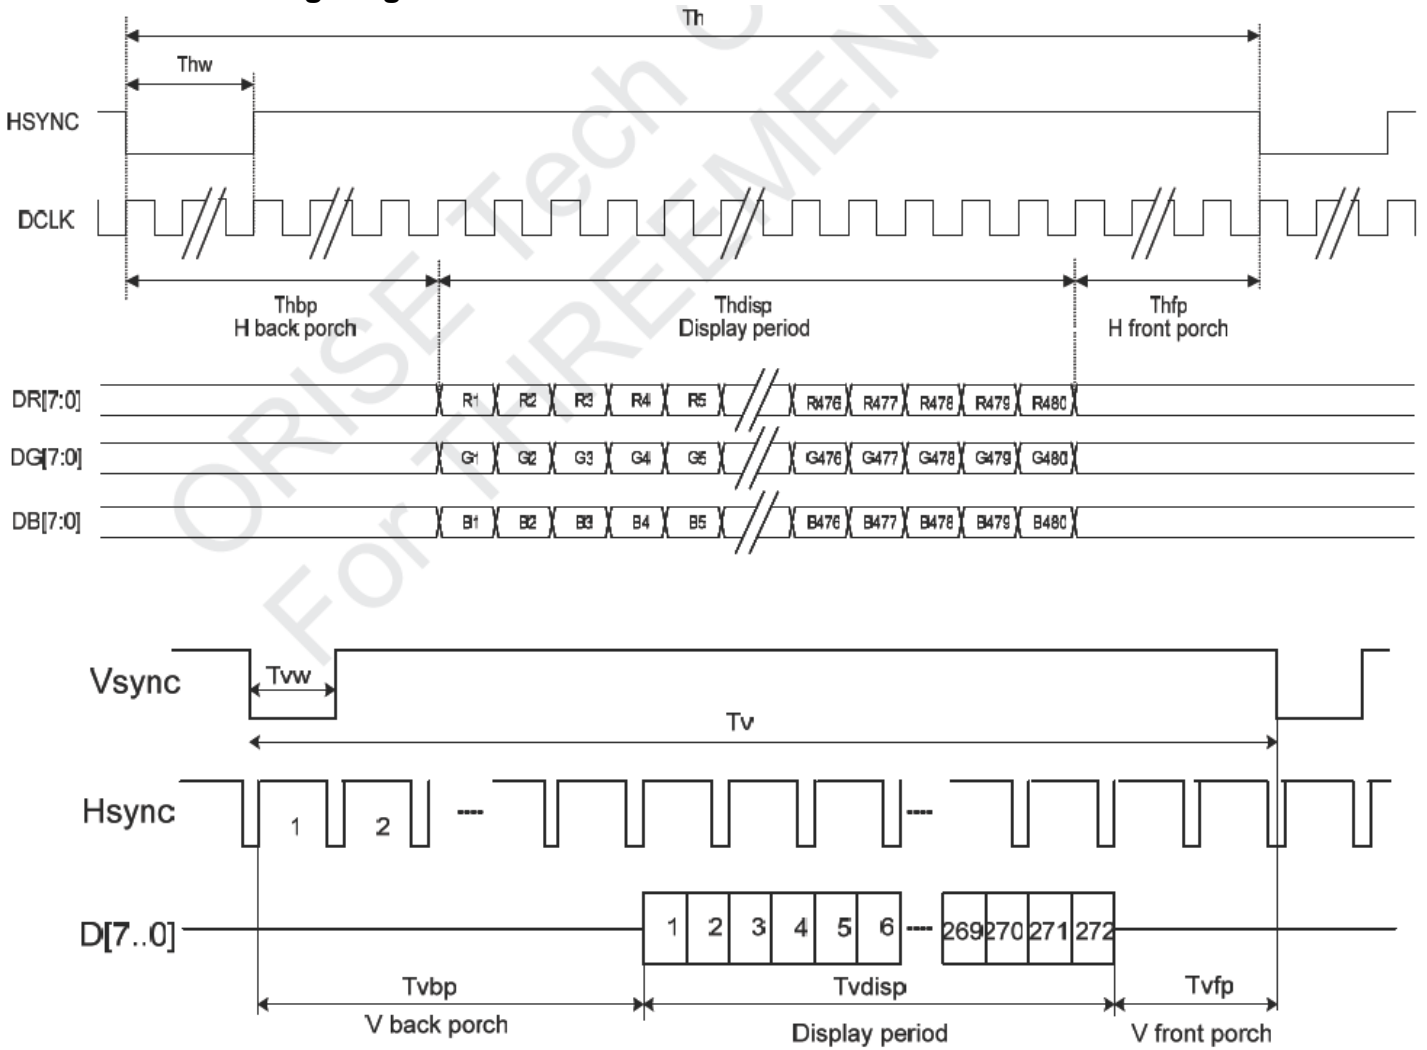 Th
Thw
HSYNC
DCLK
Thbp
H back porch
Thdisp
Display period
Thfp
H front porch
DR[7:0] R1 R2 R3 R4 R5 R476 R477 R478 R479 R480
DG[7:0] G1 G2 G3 G4 G5 G476 G477 G478 G479 G480
DB[7:0] B1 B2 B3 B4 B5 B476 B477 B478 B479 B480
ORISE Tech
For THREEMEN
Vsync
Tvw
Tv
Hsync 1 2 ---- ----
D[7..0] 1 2 3 4 5 6 ---- 269 270 271 272
Tvbp
V back porch
Tvdisp
Display period
Tvfp
V front porch